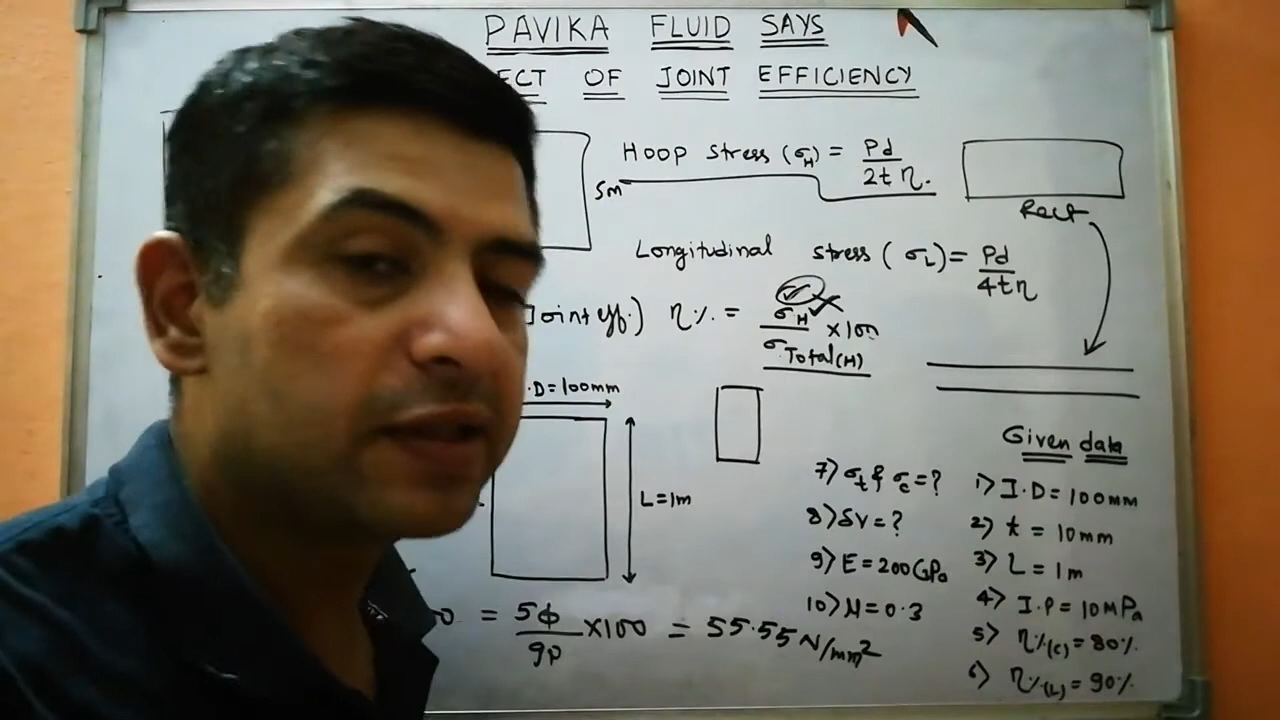 PAVIKA FLUID SAYS
ECT OF JOINT EFFICIENCY
HOOP Stress (σH) = Pd / 2t η.
5m
Rect
Longitudinal stress (σL) = Pd / 4tη
Joint eff.) η% = σH / σTotal(H) ×100
.D=100mm
L=1m
Given data
1) I.D=100mm
2) t = 10mm
3) L = 1m
4) I.P=10MPa
5) η%(C) = 80%
6) η%(L) = 90%
7) σt & σc = ?
8) δV = ?
9) E = 200GPa
10) μ = 0.3
0 = 50 / 90 ×100 = 55.55 N/mm²